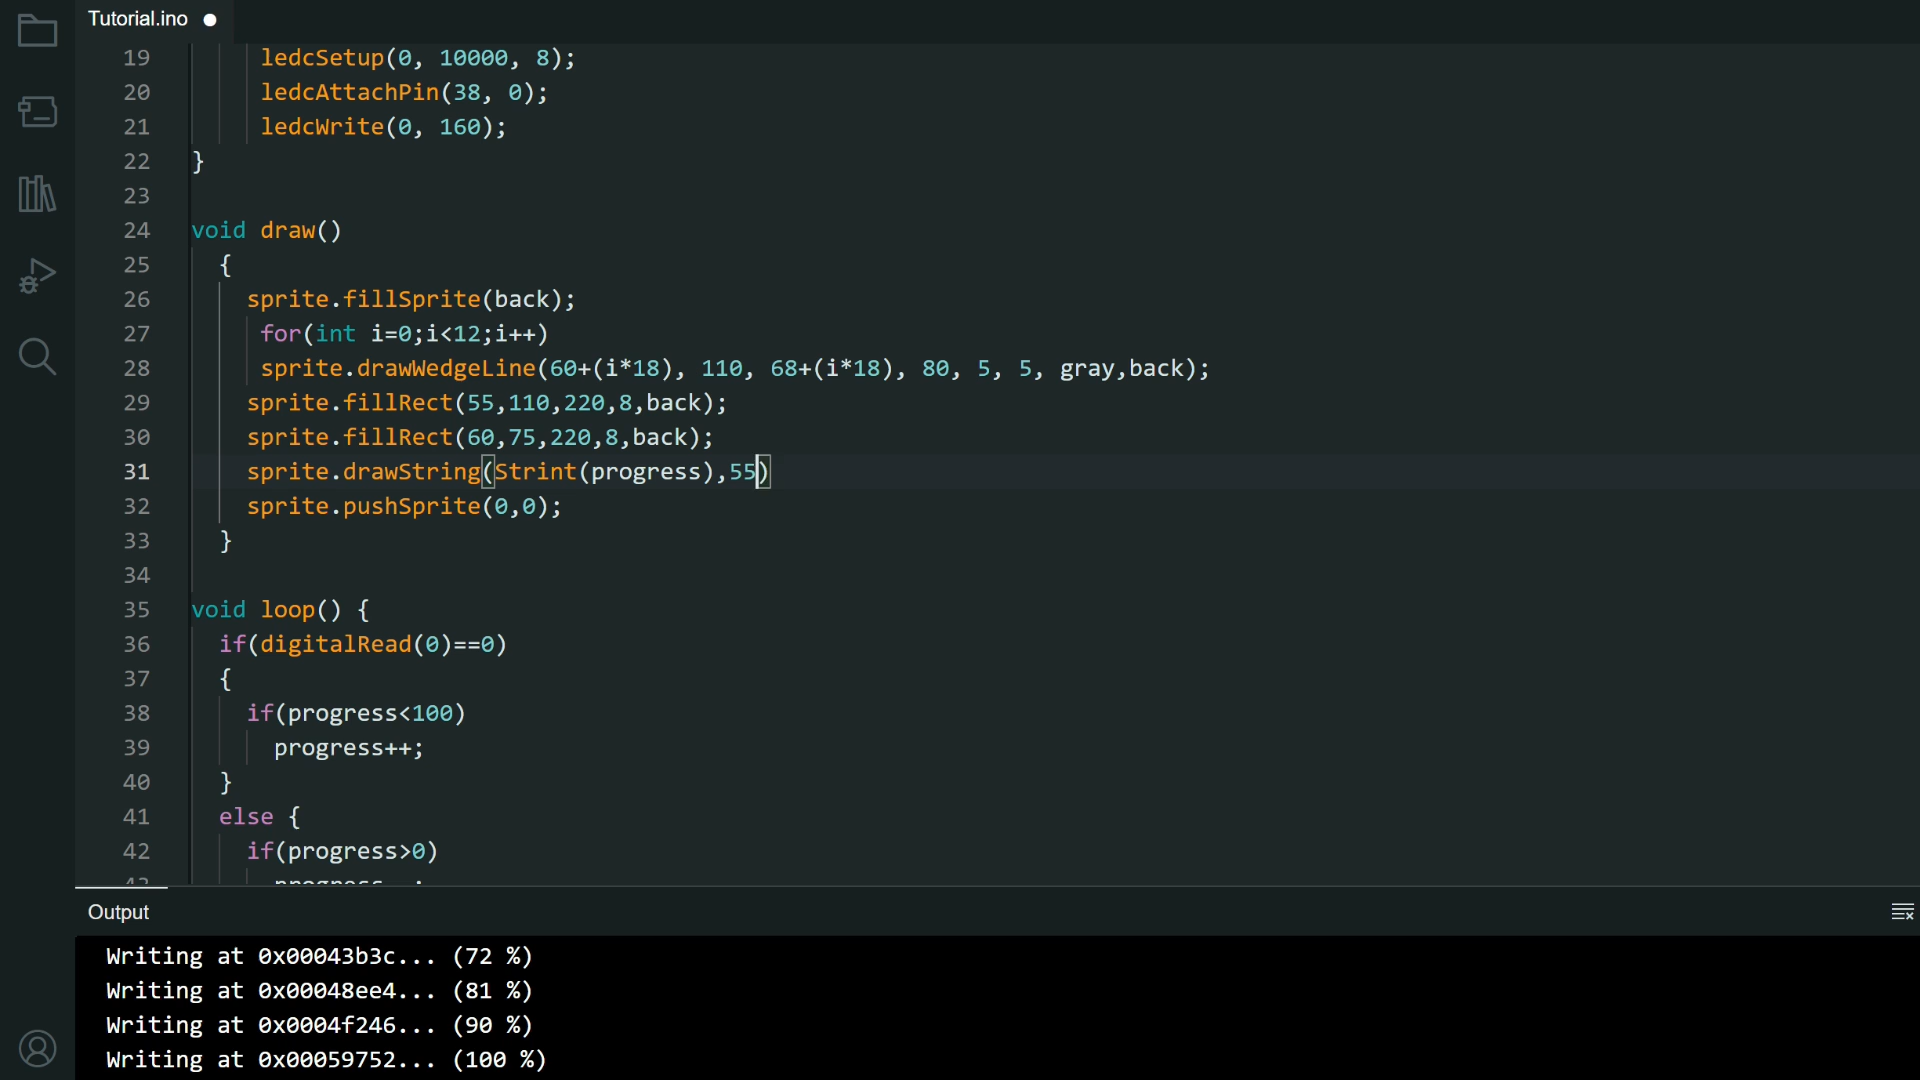 Tutorial.ino
19 ledcSetup(0, 10000, 8);
20 ledcAttachPin(38, 0);
21 ledcWrite(0, 160);
22 }
23
24 void draw()
25 {
26 sprite.fillSprite(back);
27 for(int i=0;i<12;i++)
28 sprite.drawWedgeLine(60+(i*18), 110, 68+(i*18), 80, 5, 5, gray,back);
29 sprite.fillRect(55,110,220,8,back);
30 sprite.fillRect(60,75,220,8,back);
31 sprite.drawString(Strint(progress),55)
32 sprite.pushSprite(0,0);
33 }
34
35 void loop() {
36 if(digitalRead(0)==0)
37 {
38 if(progress<100)
39 progress++;
40 }
41 else {
42 if(progress>0)
Output
Writing at 0x00043b3c... (72 %)
Writing at 0x00048ee4... (81 %)
Writing at 0x0004f246... (90 %)
Writing at 0x00059752... (100 %)